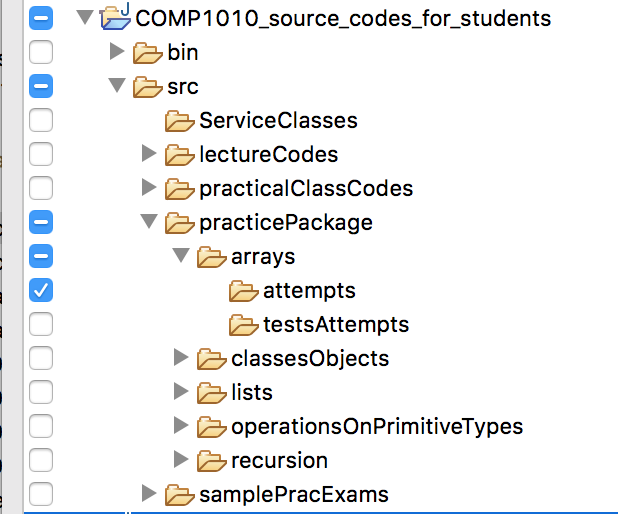 COMP1010_source_codes_for_students
bin
src
ServiceClasses
lectureCodes
practicalClassCodes
practicePackage
arrays
attempts
testsAttempts
classesObjects
lists
operationsOnPrimitiveTypes
recursion
samplePracExams